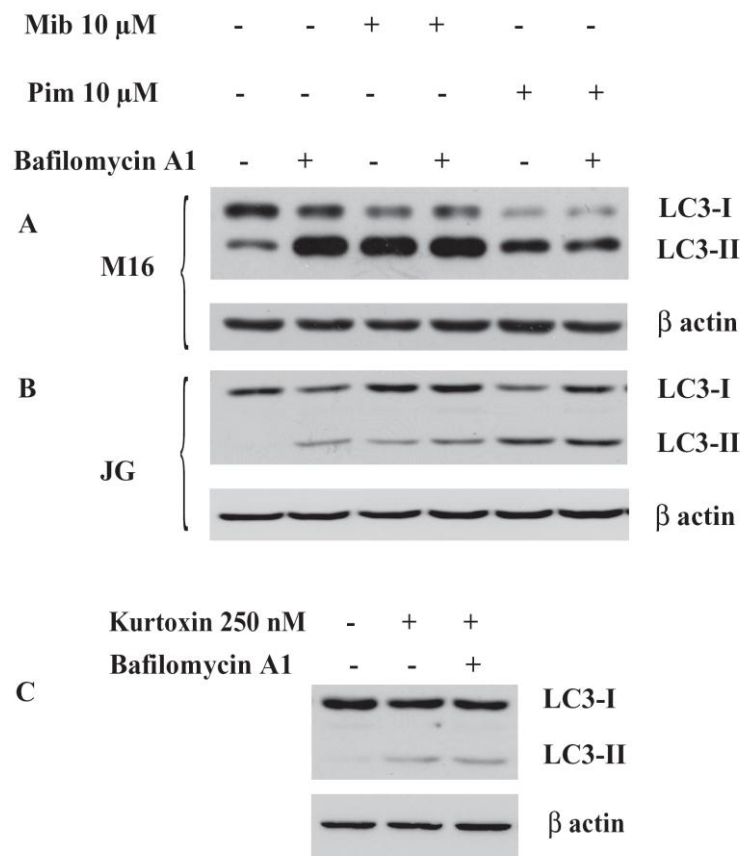 Mib 10 μM - - + + - -
Pim 10 μM - - - - + +
Bafilomycin A1 - + - + - +
A
M16
LC3-I
LC3-II
β actin
B
JG
LC3-I
LC3-II
β actin
Kurtoxin 250 nM - + +
Bafilomycin A1 - - +
C
LC3-I
LC3-II
β actin